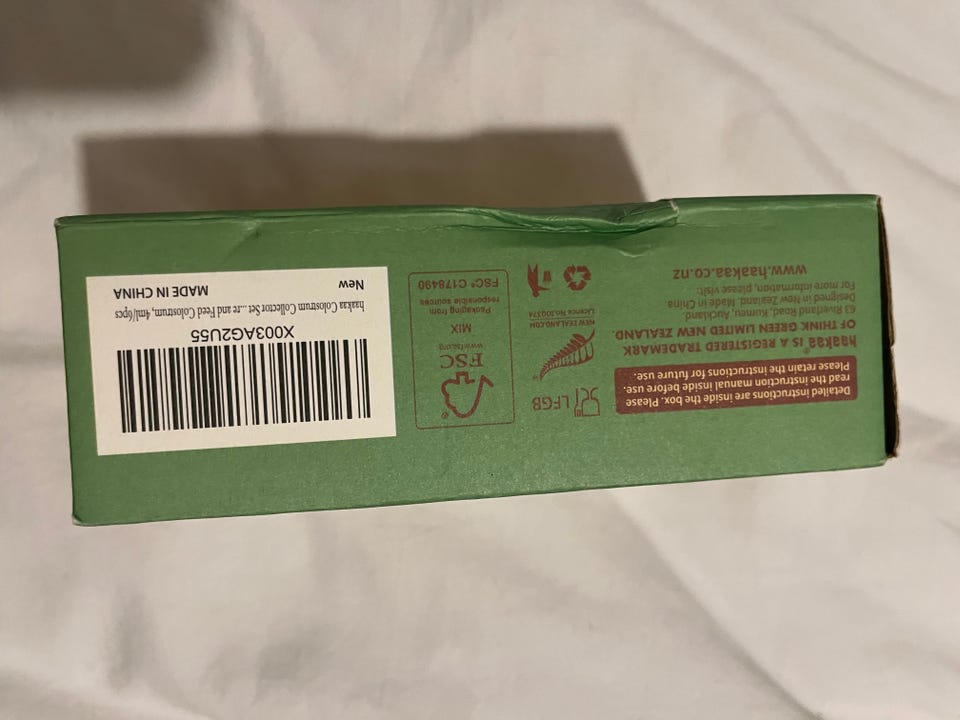 Detailed instructions are inside the box. Please
read the instruction manual inside before use.
Please retain the instructions for future use.
haakaa® IS A REGISTERED TRADEMARK
OF THINK GREEN LIMITED NEW ZEALAND
63 Riverland Road, Kumeu, Auckland.
Designed in New Zealand, Made in China
For more information, please visit:
www.haakaa.co.nz
LFGB
NEW ZEALAND.COM
Licence No.300774
FSC
www.fsc.org
MIX
Packaging from
responsible sources
FSC® C178490
X003AG2U55
haakaa Colostrum Collector Set ...re and Feed Colostrum, 4ml/6pcs
New
MADE IN CHINA